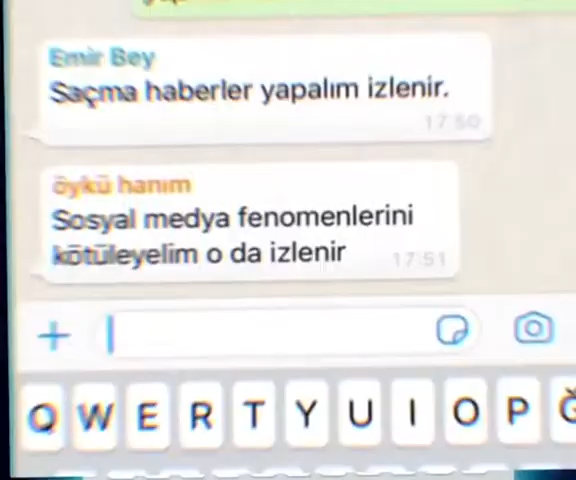 Emir Bey
Saçma haberler yapalım izlenir.
17:50
öykü hanım
Sosyal medya fenomenlerini
kötüleyelim o da izlenir
17:51
Q W E R T Y U I O P Ğ